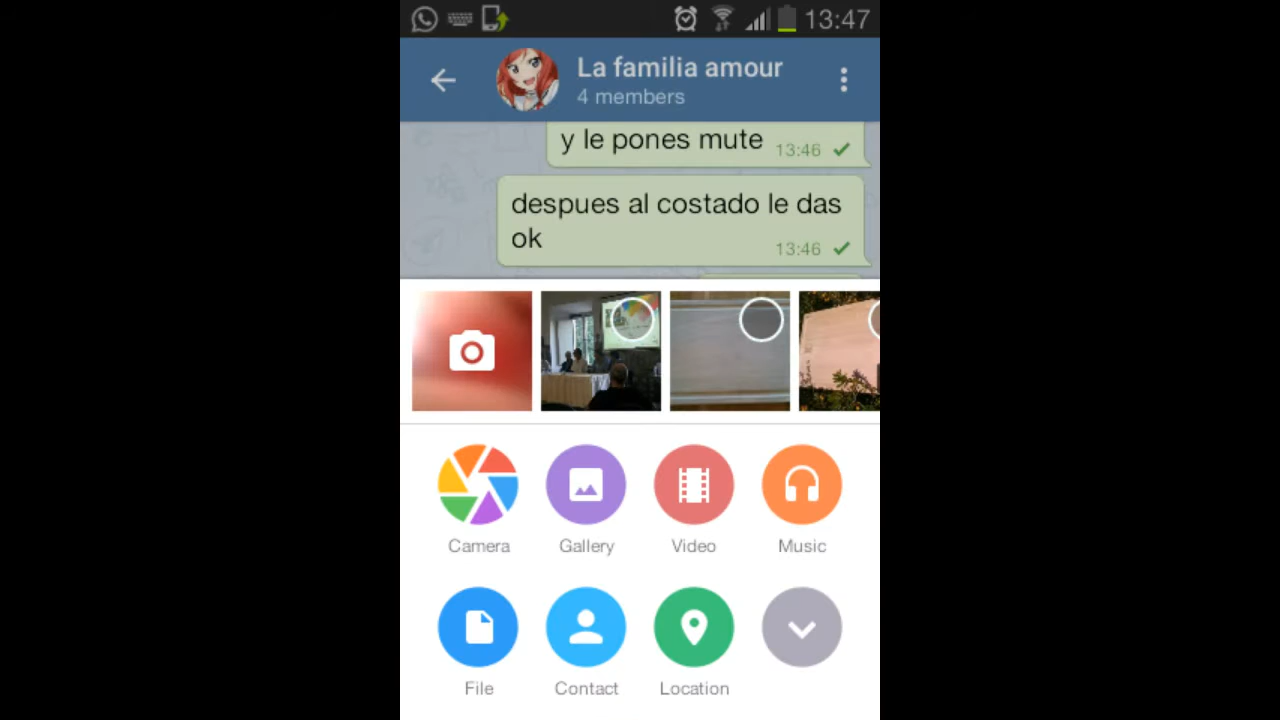 13:47
La familia amour
4 members
y le pones mute 13:46
despues al costado le das
ok 13:46
Camera Gallery Video Music
File Contact Location